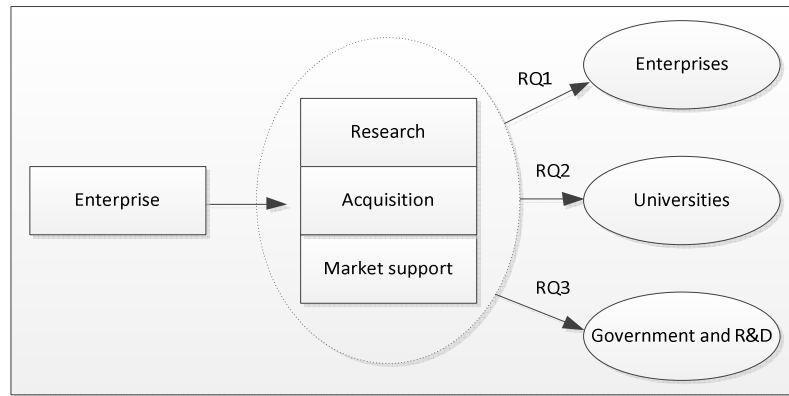 Enterprise
Research
Acquisition
Market support
RQ1
Enterprises
RQ2
Universities
RQ3
Government and R&D